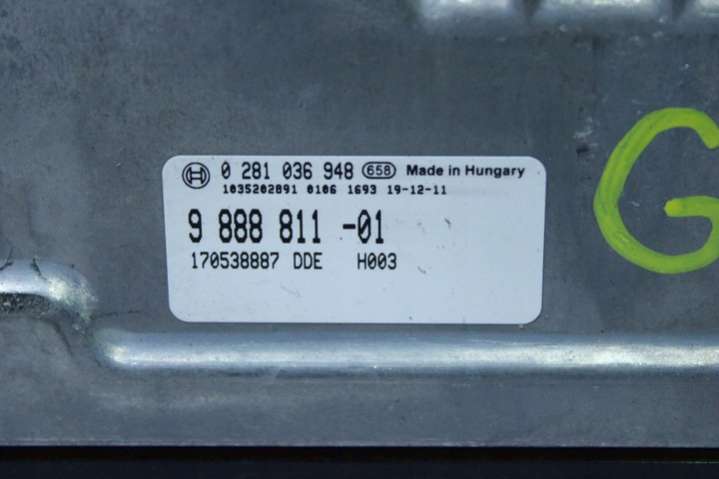 0 281 036 948 658 Made in Hungary
1035202891 0106 1693 19-12-11
9 888 811 -01
170538887 DDE H003
G